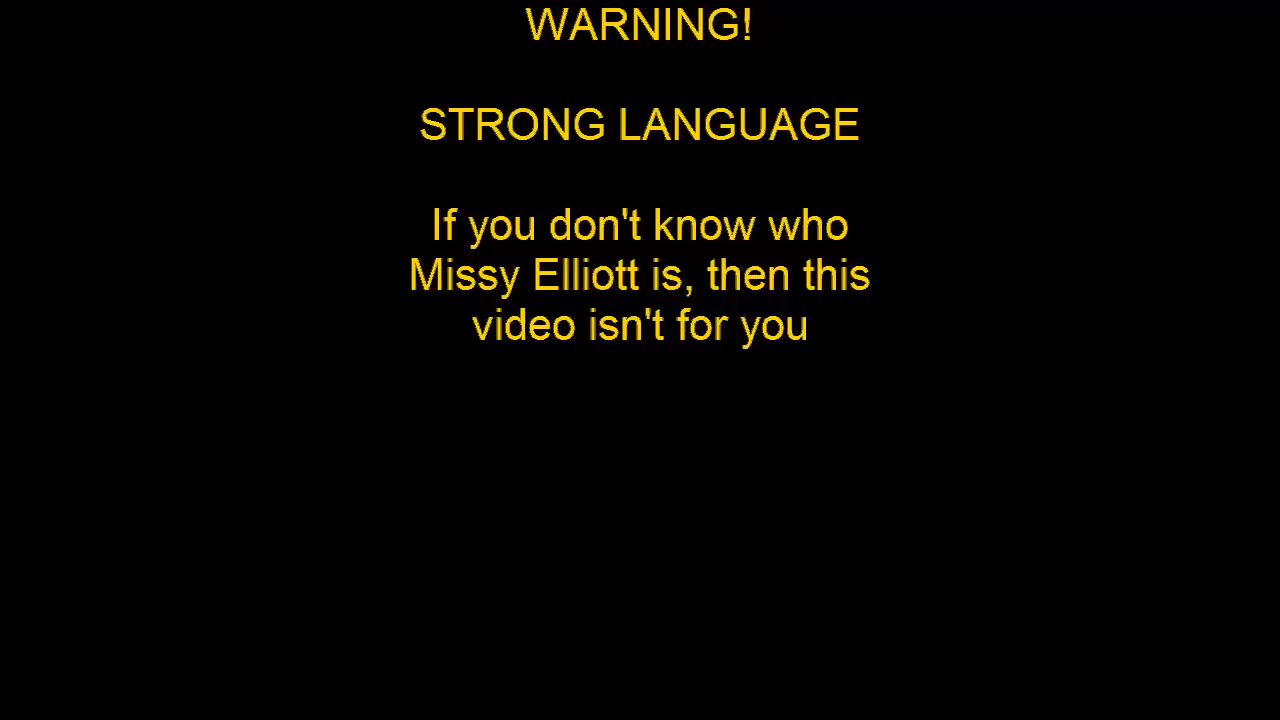 WARNING!
STRONG LANGUAGE
If you don't know who
Missy Elliott is, then this
video isn't for you